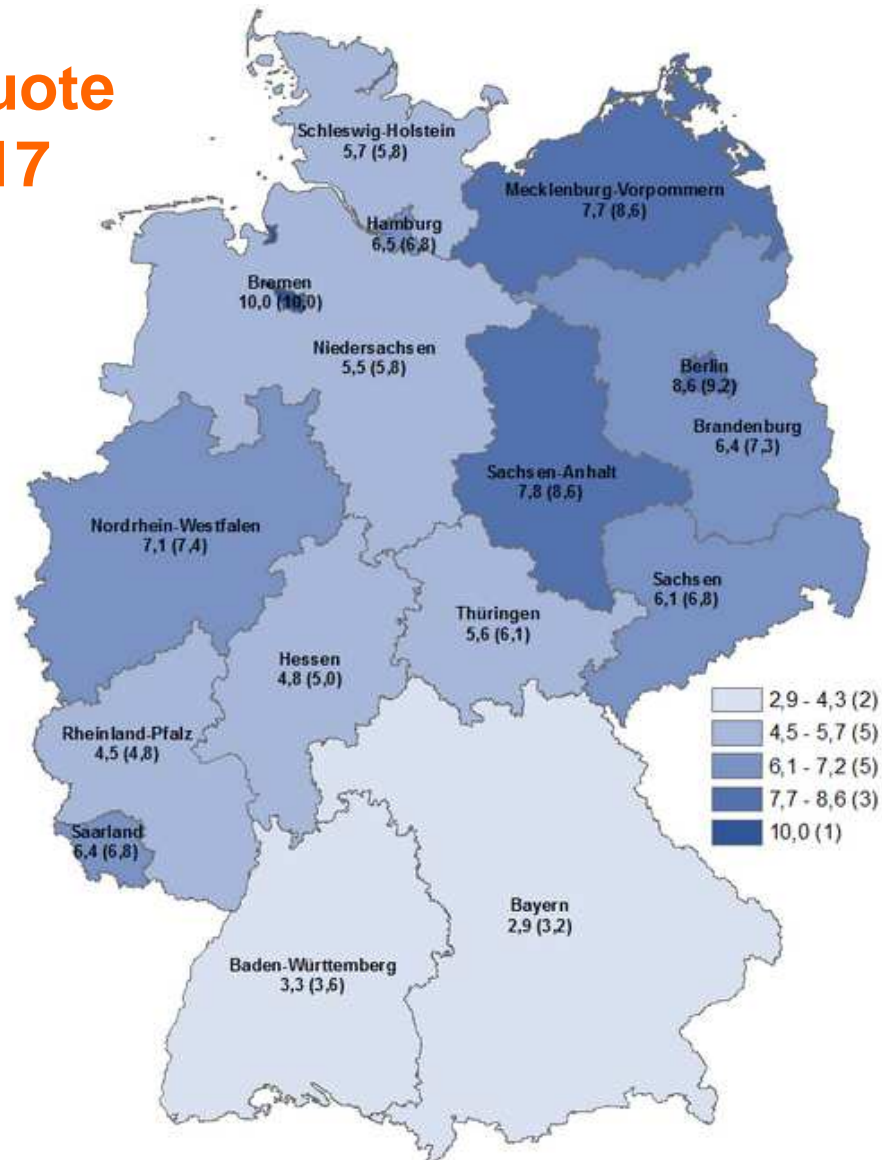 uote
17
Schleswig-Holstein
5,7 (5,8)
Mecklenburg-Vorpommern
7,7 (8,6)
Hamburg
6,5 (6,8)
Bremen
10,0 (10,0)
Niedersachsen
5,5 (5,8)
Berlin
8,6 (9,2)
Brandenburg
6,4 (7,3)
Sachsen-Anhalt
7,8 (8,6)
Nordrhein-Westfalen
7,1 (7,4)
Sachsen
6,1 (6,8)
Thüringen
5,6 (6,1)
Hessen
4,8 (5,0)
Rheinland-Pfalz
4,5 (4,8)
Saarland
6,4 (6,8)
Bayern
2,9 (3,2)
Baden-Württemberg
3,3 (3,6)
2,9 - 4,3 (2)
4,5 - 5,7 (5)
6,1 - 7,2 (5)
7,7 - 8,6 (3)
10,0 (1)